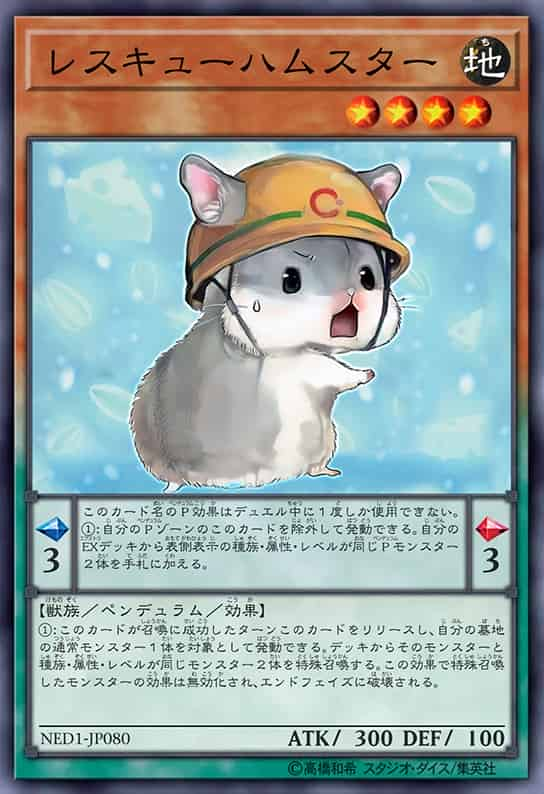 レスキューハムスター
地
C
このカード名のP効果はデュエル中に1度しか使用できない。
①:自分のPゾーンのこのカードを除外して発動できる。自分の
EXデッキから表側表示の種族・属性・レベルが同じPモンスター
2体を手札に加える。
3
3
【獣族/ペンデュラム/効果】
①:このカードが召喚に成功したターンこのカードをリリースし、自分の墓地
の通常モンスター1体を対象として発動できる。デッキからそのモンスターと
種族・属性・レベルが同じモンスター2体を特殊召喚する。この効果で特殊召喚
したモンスターの効果は無効化され、エンドフェイズに破壊される。
NED1-JP080
ATK/ 300 DEF/ 100
©高橋和希 スタジオ・ダイス/集英社